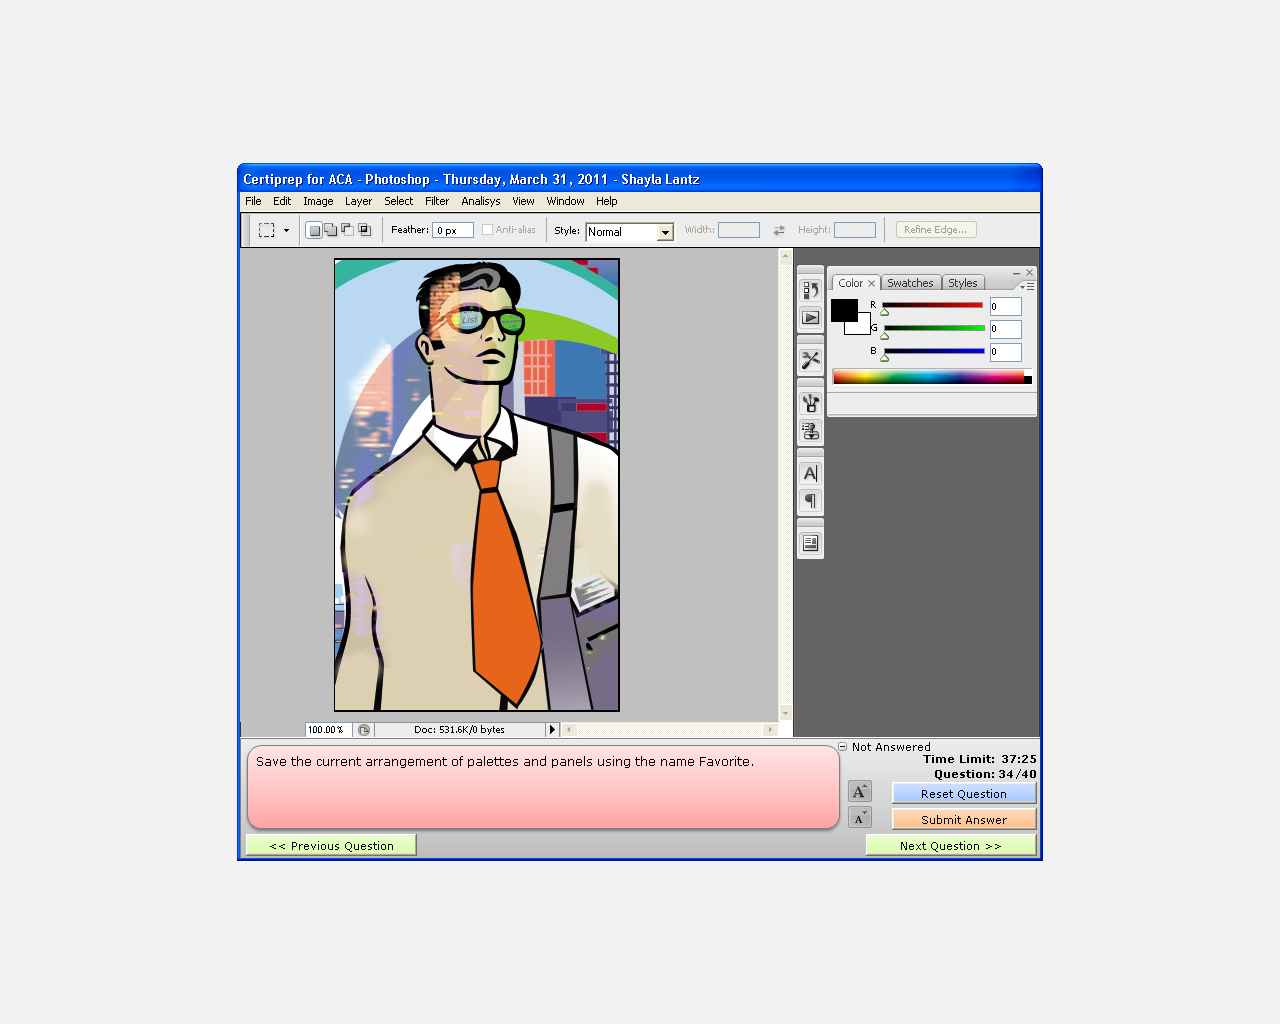 Certiprep for ACA - Photoshop - Thursday, March 31, 2011 - Shayla Lantz
File Edit Image Layer Select Filter Analisys View Window Help
Feather: 0 px Anti-alias Style: Normal Width: Height: Refine Edge...
Color Swatches Styles
R 0
G 0
B 0
List
A
100.00% Doc: 531.6K/0 bytes
Not Answered
Save the current arrangement of palettes and panels using the name Favorite.
Time Limit: 37:25
Question: 34/40
A Reset Question
A Submit Answer
<< Previous Question Next Question >>